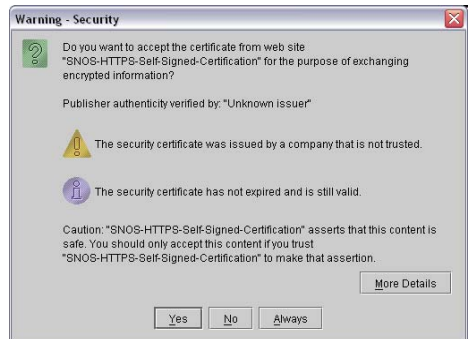 Warning - Security
Do you want to accept the certificate from web site
"SNOS-HTTPS-Self-Signed-Certification" for the purpose of exchanging
encrypted information?
Publisher authenticity verified by: "Unknown issuer"
The security certificate was issued by a company that is not trusted.
The security certificate has not expired and is still valid.
Caution: "SNOS-HTTPS-Self-Signed-Certification" asserts that this content is
safe. You should only accept this content if you trust
"SNOS-HTTPS-Self-Signed-Certification" to make that assertion.
More Details
Yes No Always